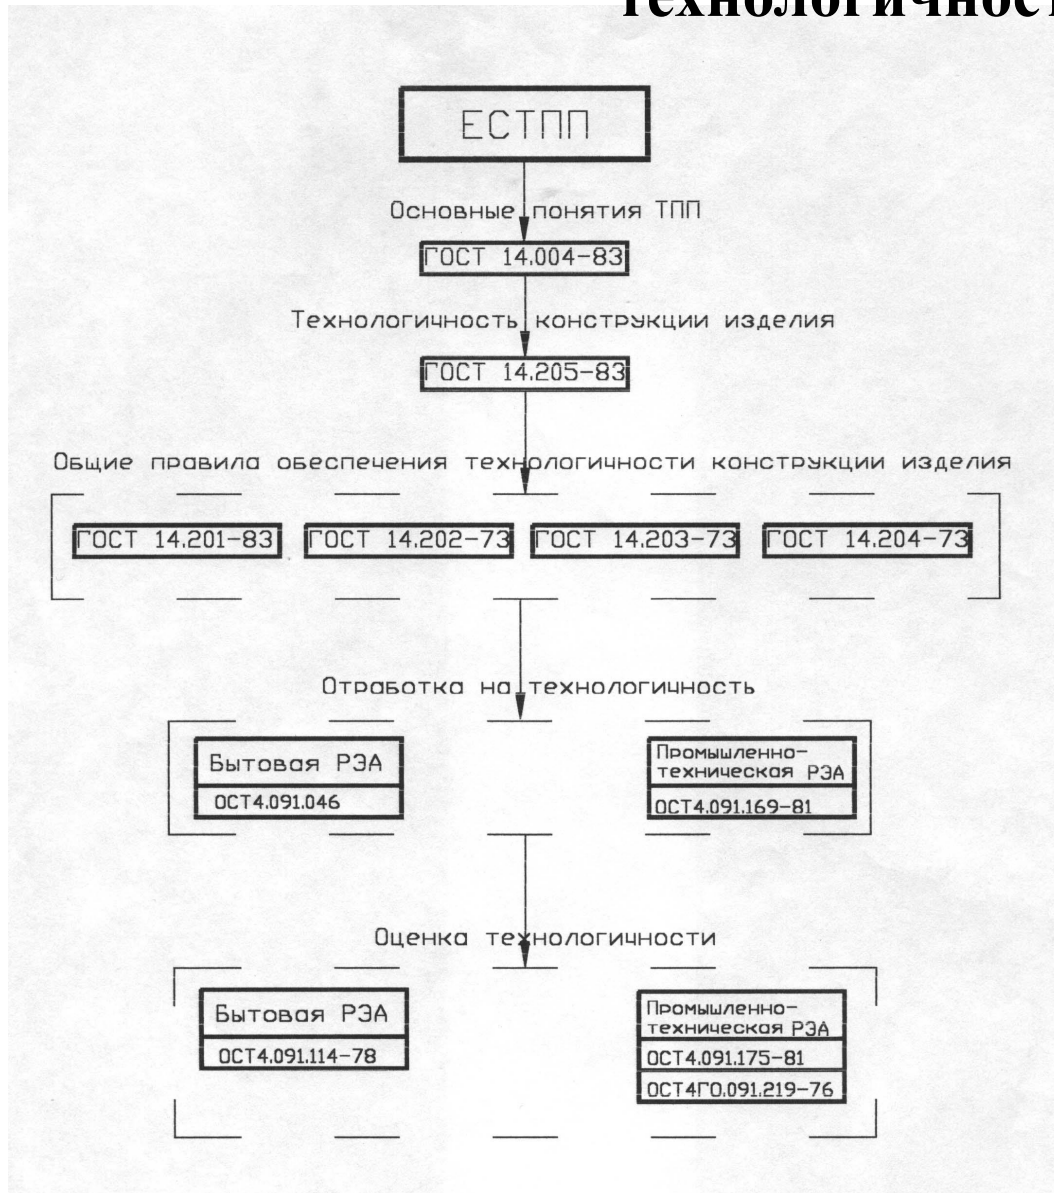 технологичност
ЕСТПП
Основные понятия ТПП
ГОСТ 14.004-83
Технологичность конструкции изделия
ГОСТ 14.205-83
Общие правила обеспечения технологичности конструкции изделия
ГОСТ 14.201-83 ГОСТ 14.202-73 ГОСТ 14.203-73 ГОСТ 14.204-73
Отработка на технологичность
Бытовая РЭА
ОСТ4.091.046
Промышленно-
техническая РЭА
ОСТ4.091.169-81
Оценка технологичности
Бытовая РЭА
ОСТ4.091.114-78
Промышленно-
техническая РЭА
ОСТ4.091.175-81
ОСТ4ГО.091.219-76